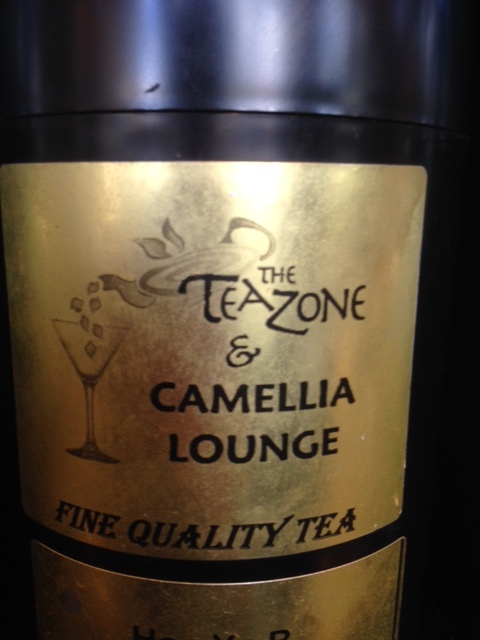 THE
TEAZONE
&
CAMELLIA
LOUNGE
FINE QUALITY TEA